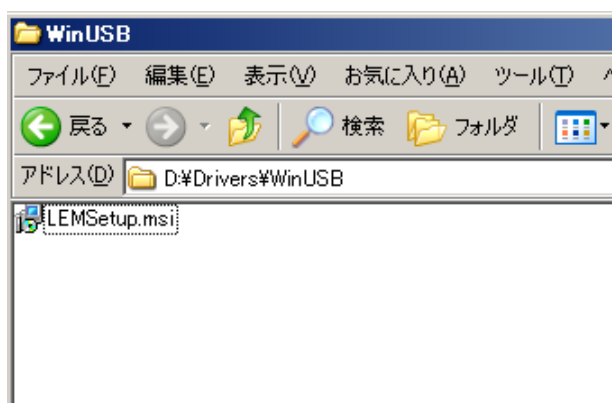 WinUSB
ファイル(F) 編集(E) 表示(V) お気に入り(A) ツール(T)
戻る 検索 フォルダ
アドレス(D) D:¥Drivers¥WinUSB
LEMSetup.msi